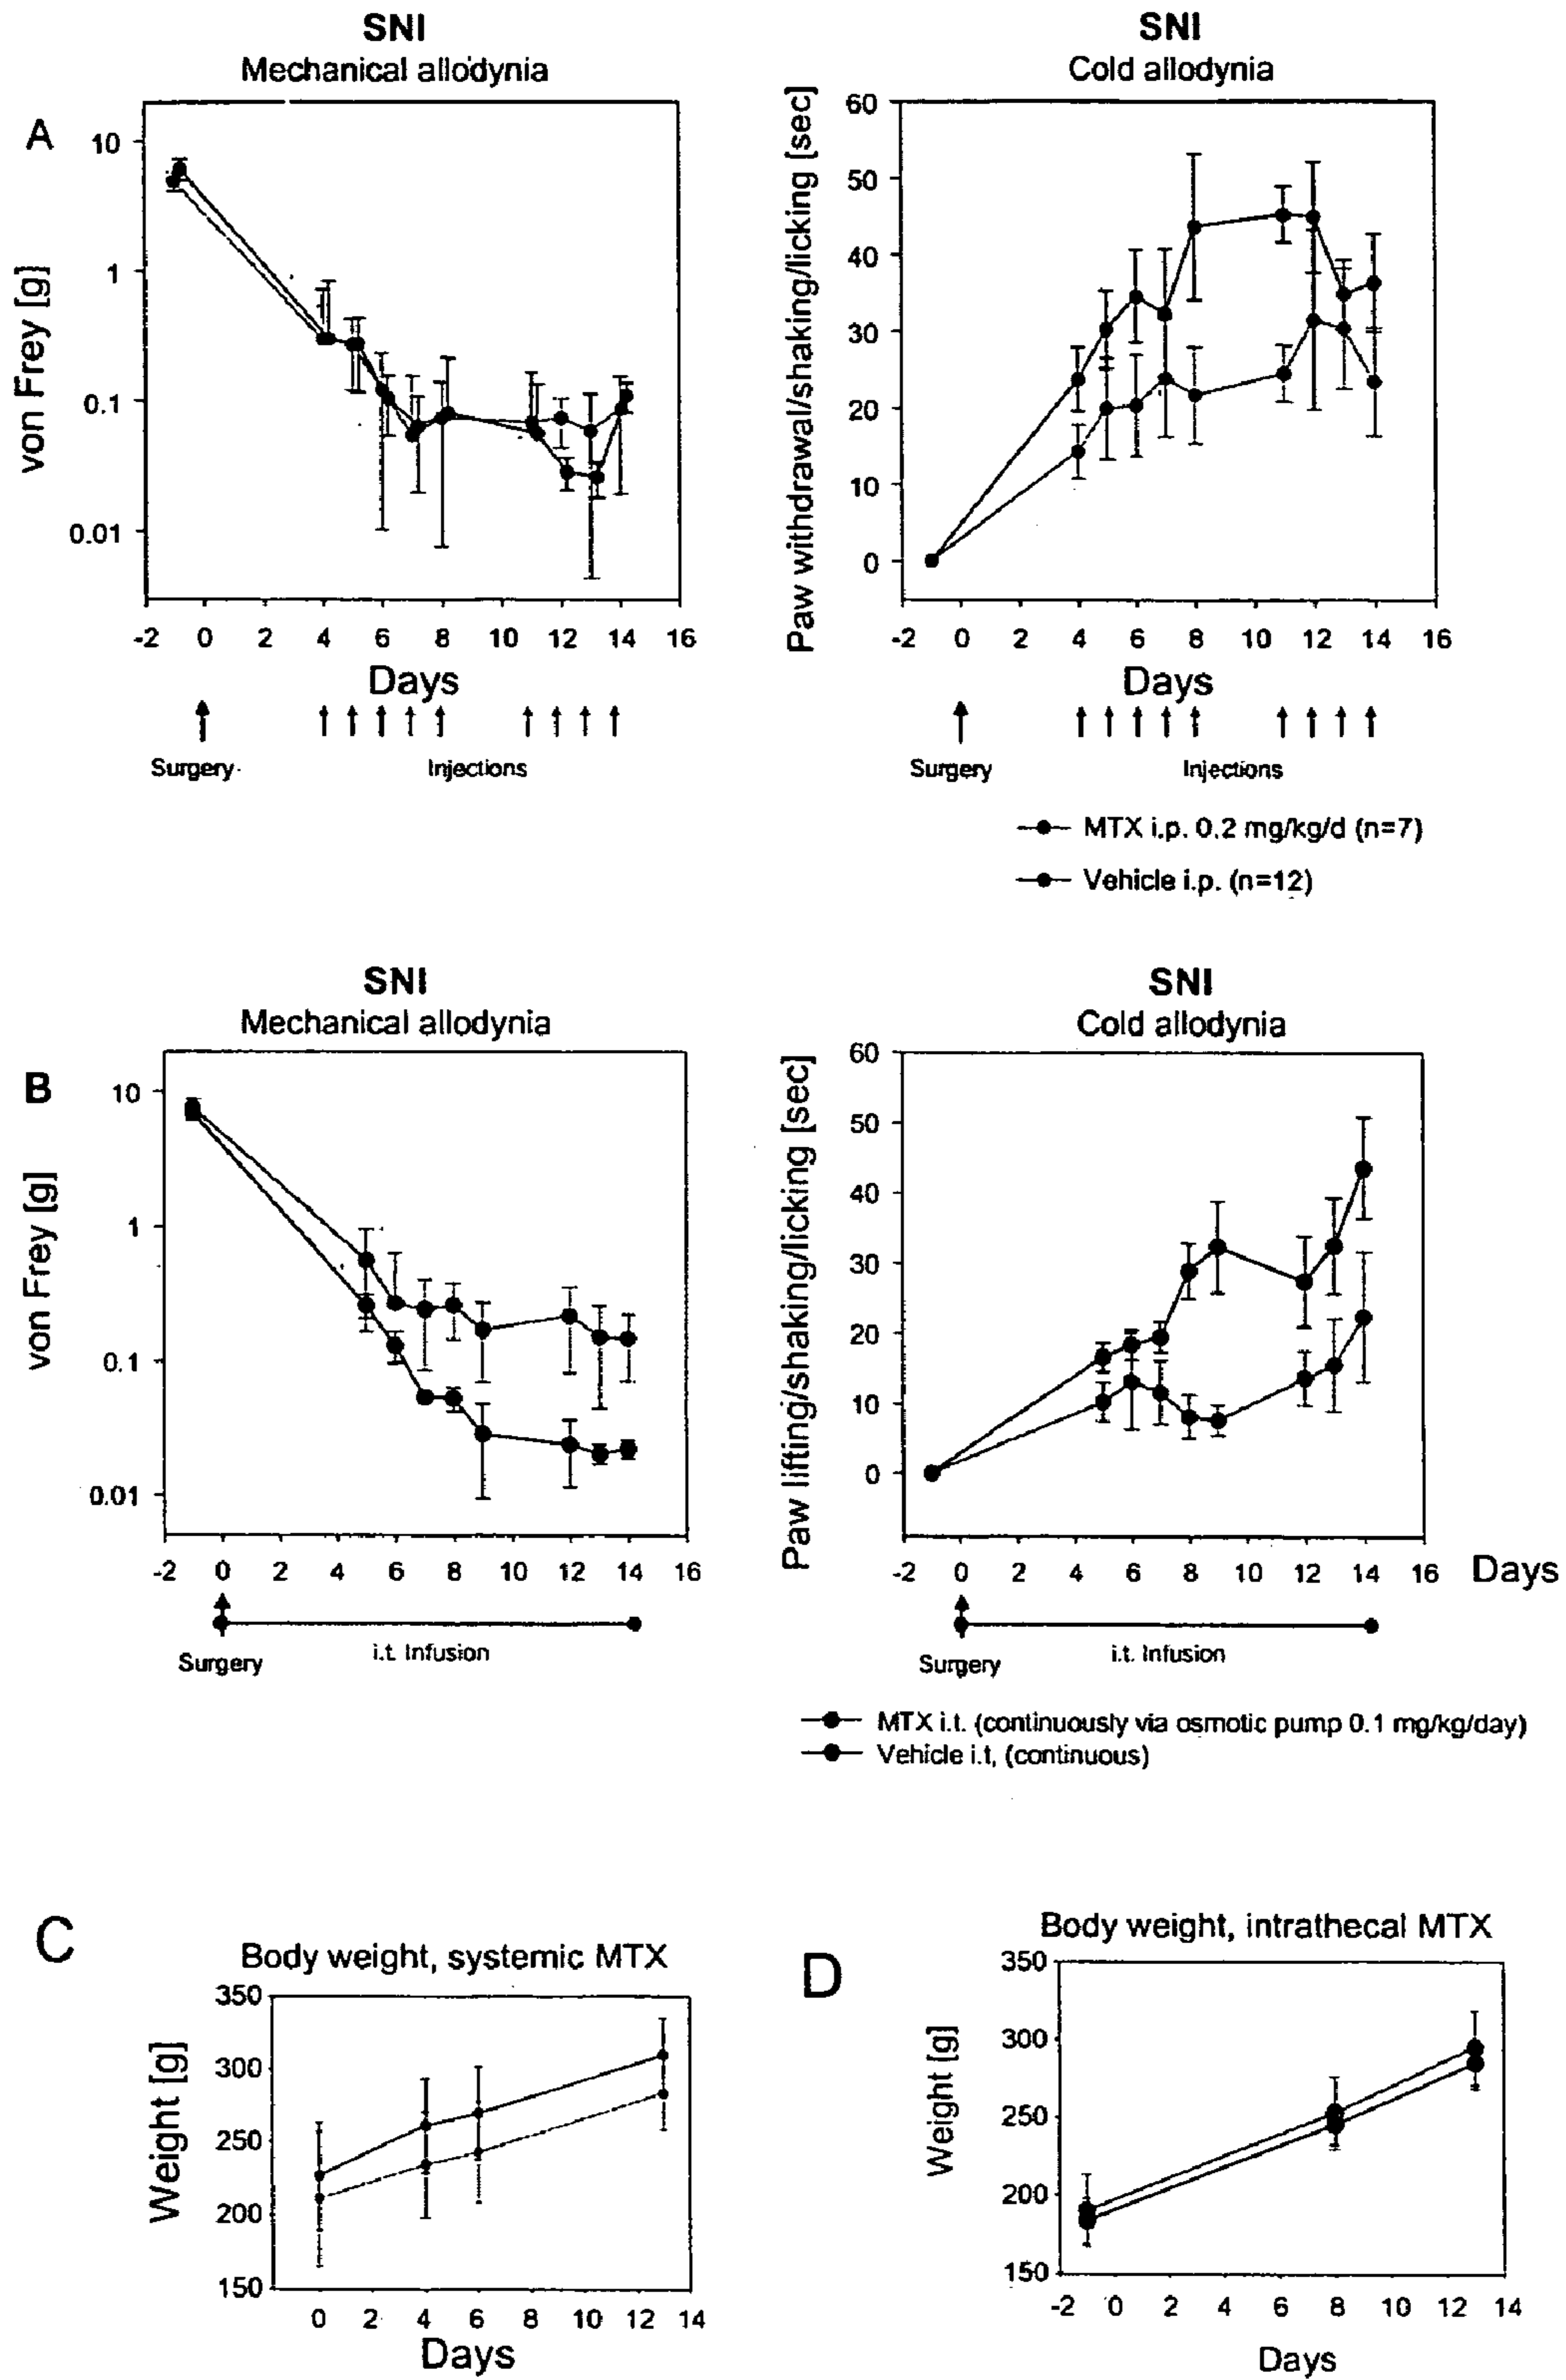 SNI
Mechanical allodynia
SNI
Cold allodynia
A
von Frey [g]
10
1
0.1
0.01
-2 0 2 4 6 8 10 12 14 16
Days
Surgery
Injections
Paw withdrawal/shaking/licking [sec]
60
50
40
30
20
10
0
-2 0 2 4 6 8 10 12 14 16
Days
Surgery
Injections
MTX i.p. 0.2 mg/kg/d (n=7)
Vehicle i.p. (n=12)
SNI
Mechanical allodynia
SNI
Cold allodynia
B
von Frey [g]
10
1
0.1
0.01
-2 0 2 4 6 8 10 12 14 16
Surgery
i.t. Infusion
Paw lifting/shaking/licking [sec]
60
50
40
30
20
10
0
-2 0 2 4 6 8 10 12 14 16 Days
Surgery
i.t. Infusion
MTX i.t. (continuously via osmotic pump 0.1 mg/kg/day)
Vehicle i.t, (continuous)
C
Body weight, systemic MTX
Weight [g]
350
300
250
200
150
0 2 4 6 8 10 12 14
Days
D
Body weight, intrathecal MTX
Weight [g]
350
300
250
200
150
-2 0 2 4 6 8 10 12 14
Days